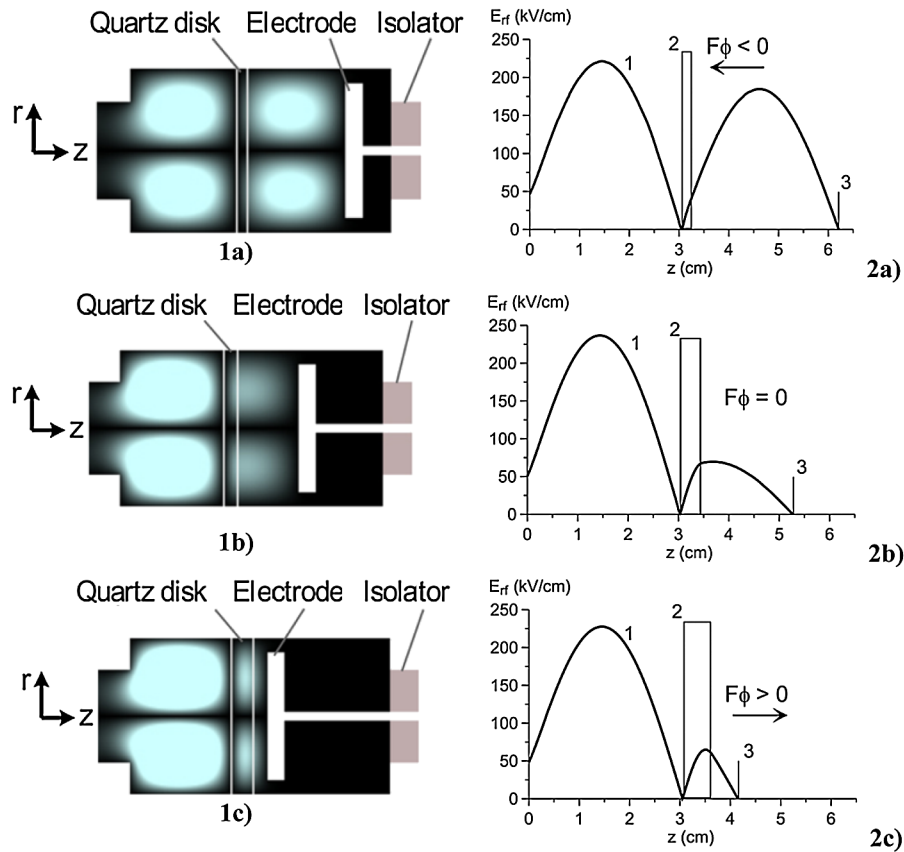 Quartz disk Electrode Isolator
r
z
1a)
E_rf (kV/cm)
250
200
150
100
50
0
0 1 2 3 4 5 6
z (cm)
1
2
3
Fϕ < 0
2a)
Quartz disk Electrode Isolator
r
z
1b)
E_rf (kV/cm)
250
200
150
100
50
0
0 1 2 3 4 5 6
z (cm)
1
2
3
Fϕ = 0
2b)
Quartz disk Electrode Isolator
r
z
1c)
E_rf (kV/cm)
250
200
150
100
50
0
0 1 2 3 4 5 6
z (cm)
1
2
3
Fϕ > 0
2c)